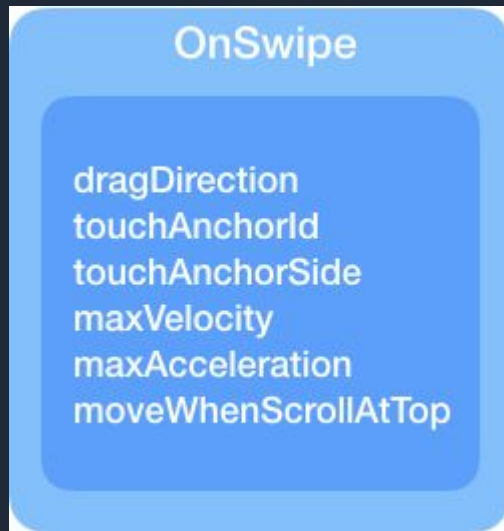 OnSwipe
dragDirection
touchAnchorId
touchAnchorSide
maxVelocity
maxAcceleration
moveWhenScrollAtTop